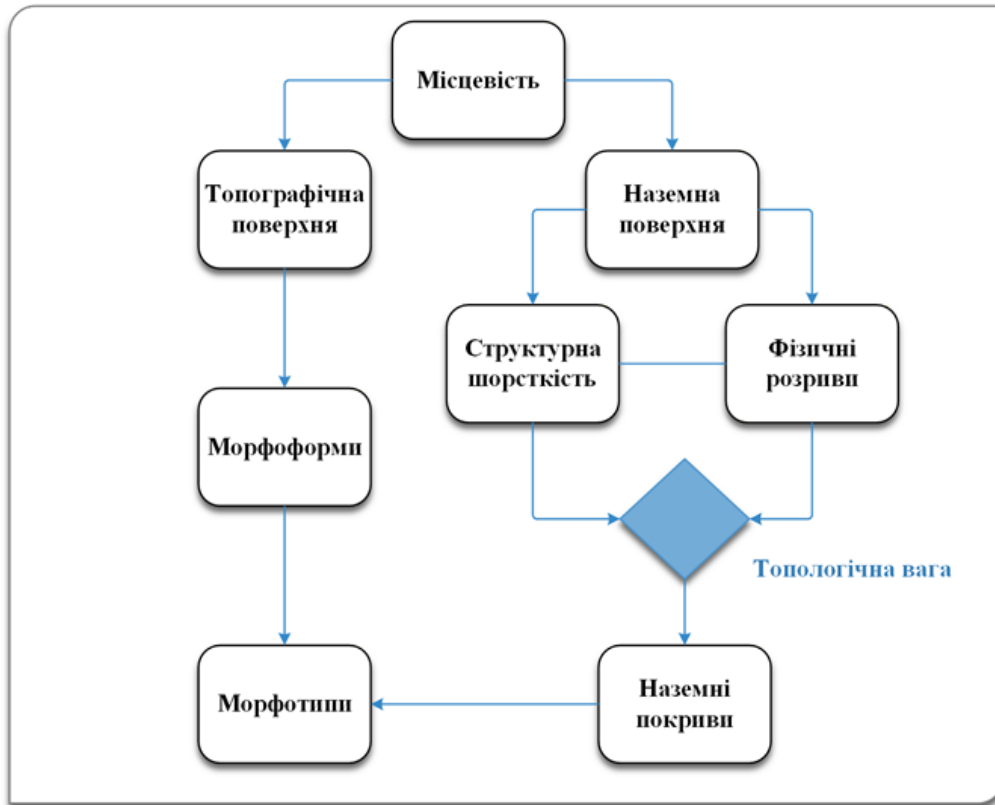 Місцевість
Топографічна
поверхня
Наземна
поверхня
Структурна
шорсткість
Фізичні
розриви
Морфоформи
Топологічна вага
Морфотипи
Наземні
покриви